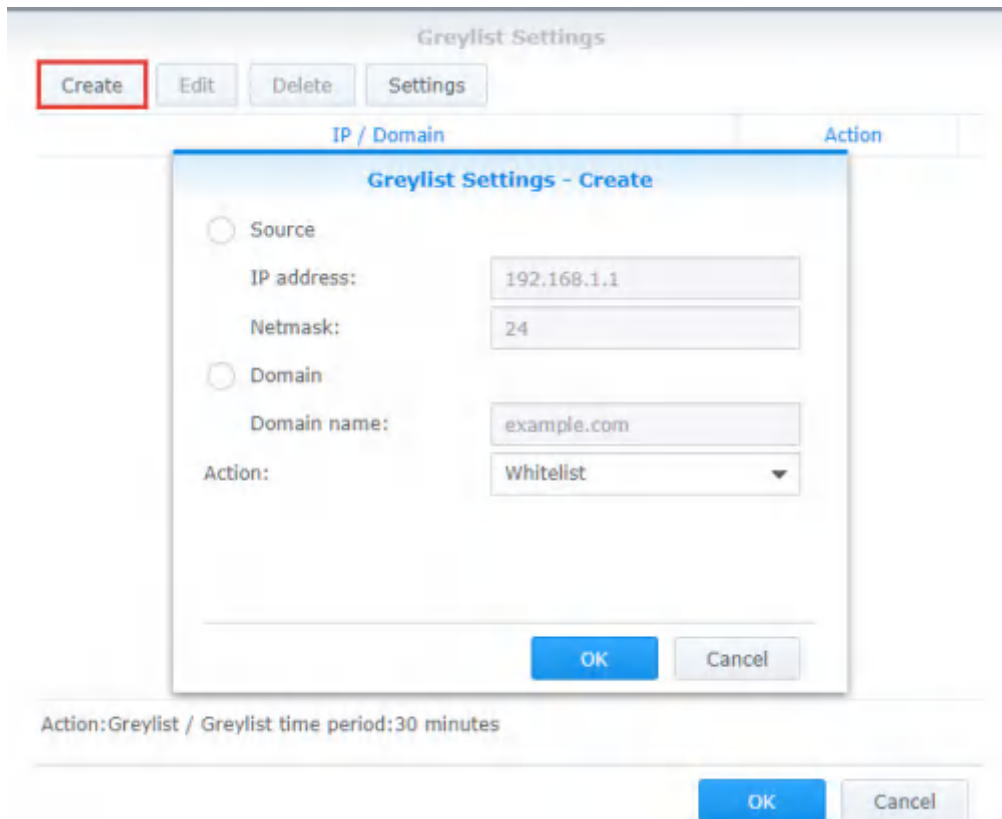 Greylist Settings
Create Edit Delete Settings
IP / Domain Action
Greylist Settings - Create
Source
IP address: 192.168.1.1
Netmask: 24
Domain
Domain name: example.com
Action: Whitelist
OK Cancel
Action:Greylist / Greylist time period:30 minutes
OK Cancel